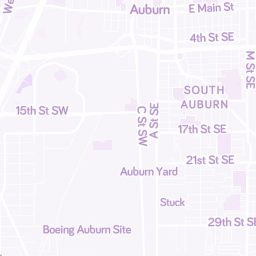 Auburn
E Main St
We
4th St SE
M St SE
SOUTH
AUBURN
15th St SW
C St SW
A St SE
17th St SE
21st St SE
Auburn Yard
Stuck
29th St SE
Boeing Auburn Site